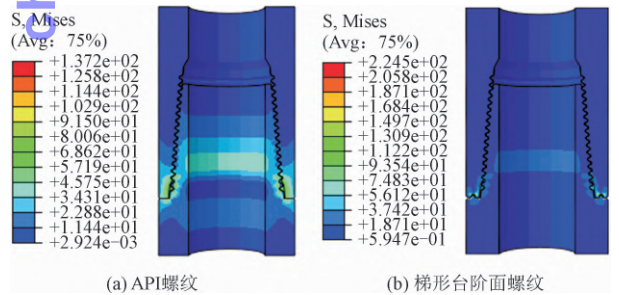 S, Mises
(Avg: 75%)
+1.372e+02
+1.258e+02
+1.144e+02
+1.029e+02
+9.150e+01
+8.006e+01
+6.862e+01
+5.719e+01
+4.575e+01
+3.431e+01
+2.288e+01
+1.144e+01
+2.924e−03
(a) API螺纹
S, Mises
(Avg: 75%)
+2.245e+02
+2.058e+02
+1.871e+02
+1.684e+02
+1.497e+02
+1.309e+02
+1.122e+02
+9.354e+01
+7.483e+01
+5.612e+01
+3.742e+01
+1.871e+01
+5.947e−01
(b) 梯形台阶面螺纹